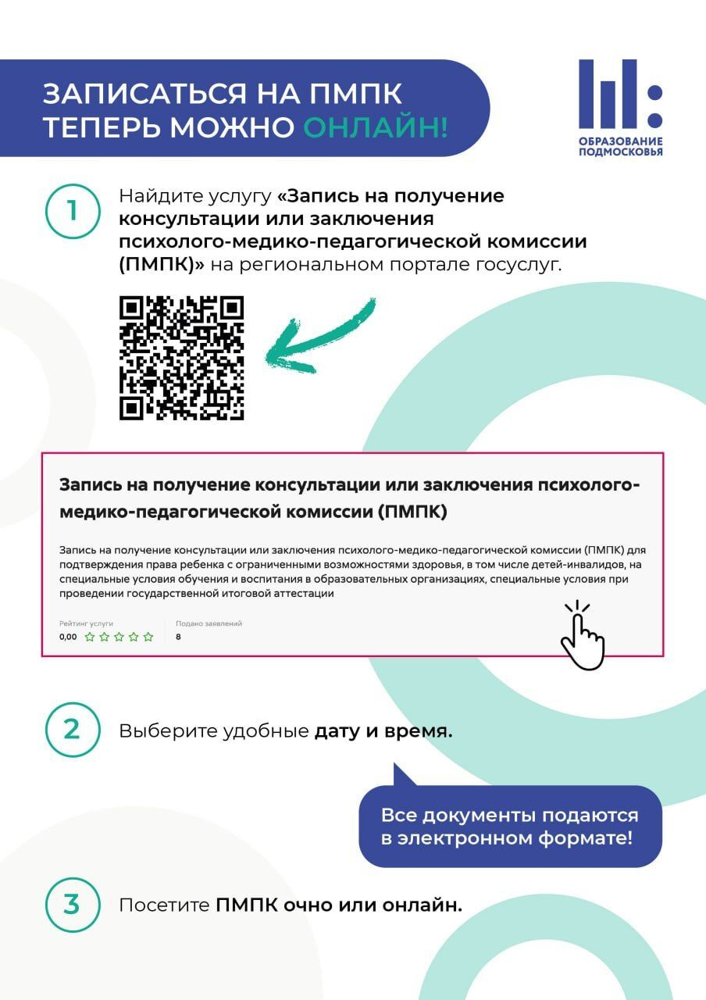 ЗАПИСАТЬСЯ НА ПМПК
ТЕПЕРЬ МОЖНО ОНЛАЙН!
ОБРАЗОВАНИЕ
ПОДМОСКОВЬЯ
1
Найдите услугу «Запись на получение
консультации или заключения
психолого-медико-педагогической комиссии
(ПМПК)» на региональном портале госуслуг.
Запись на получение консультации или заключения психолого-
медико-педагогической комиссии (ПМПК)
Запись на получение консультации или заключения психолого-медико-педагогической комиссии (ПМПК) для
подтверждения права ребенка с ограниченными возможностями здоровья, в том числе детей-инвалидов, на
специальные условия обучения и воспитания в образовательных организациях, специальные условия при
проведении государственной итоговой аттестации
Рейтинг услуги
0,00
Подано заявлений
8
2
Выберите удобные дату и время.
Все документы подаются
в электронном формате!
3
Посетите ПМПК очно или онлайн.